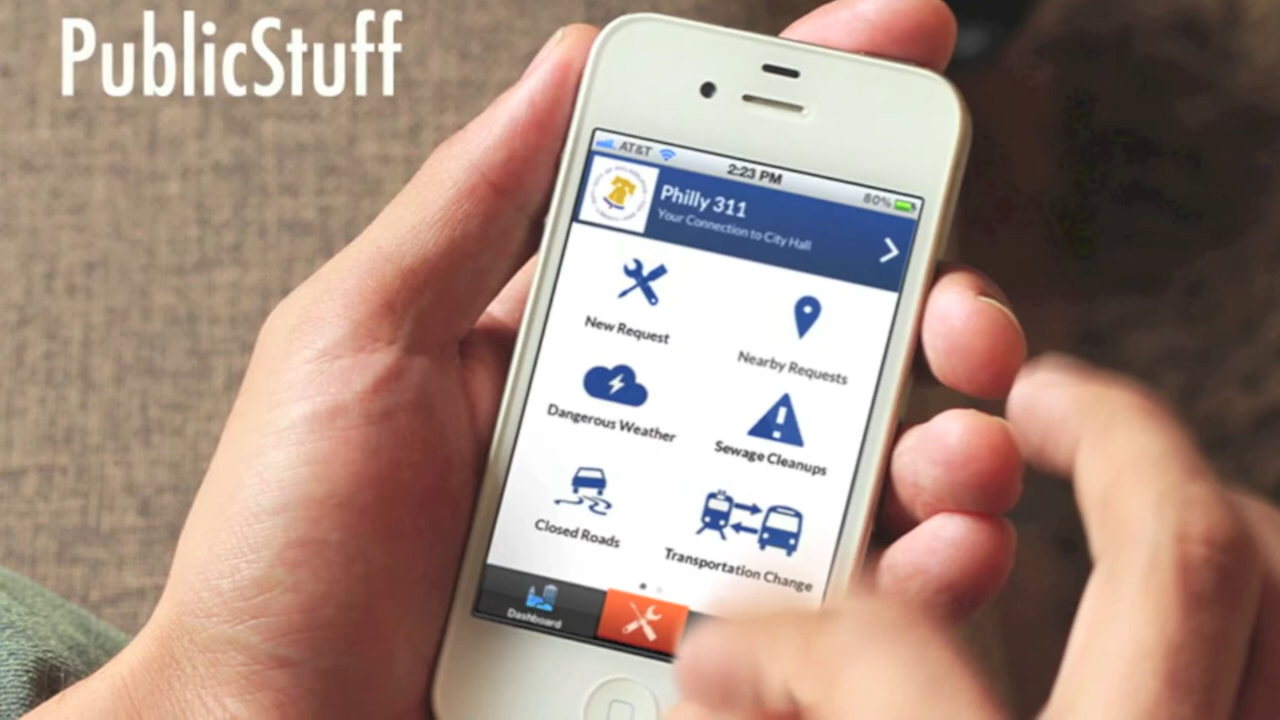 PublicStuff
AT&T
2:23 PM
80%
Philly 311
Your Connection to City Hall
New Request
Nearby Requests
Dangerous Weather
Sewage Cleanups
Closed Roads
Transportation Change
Dashboard